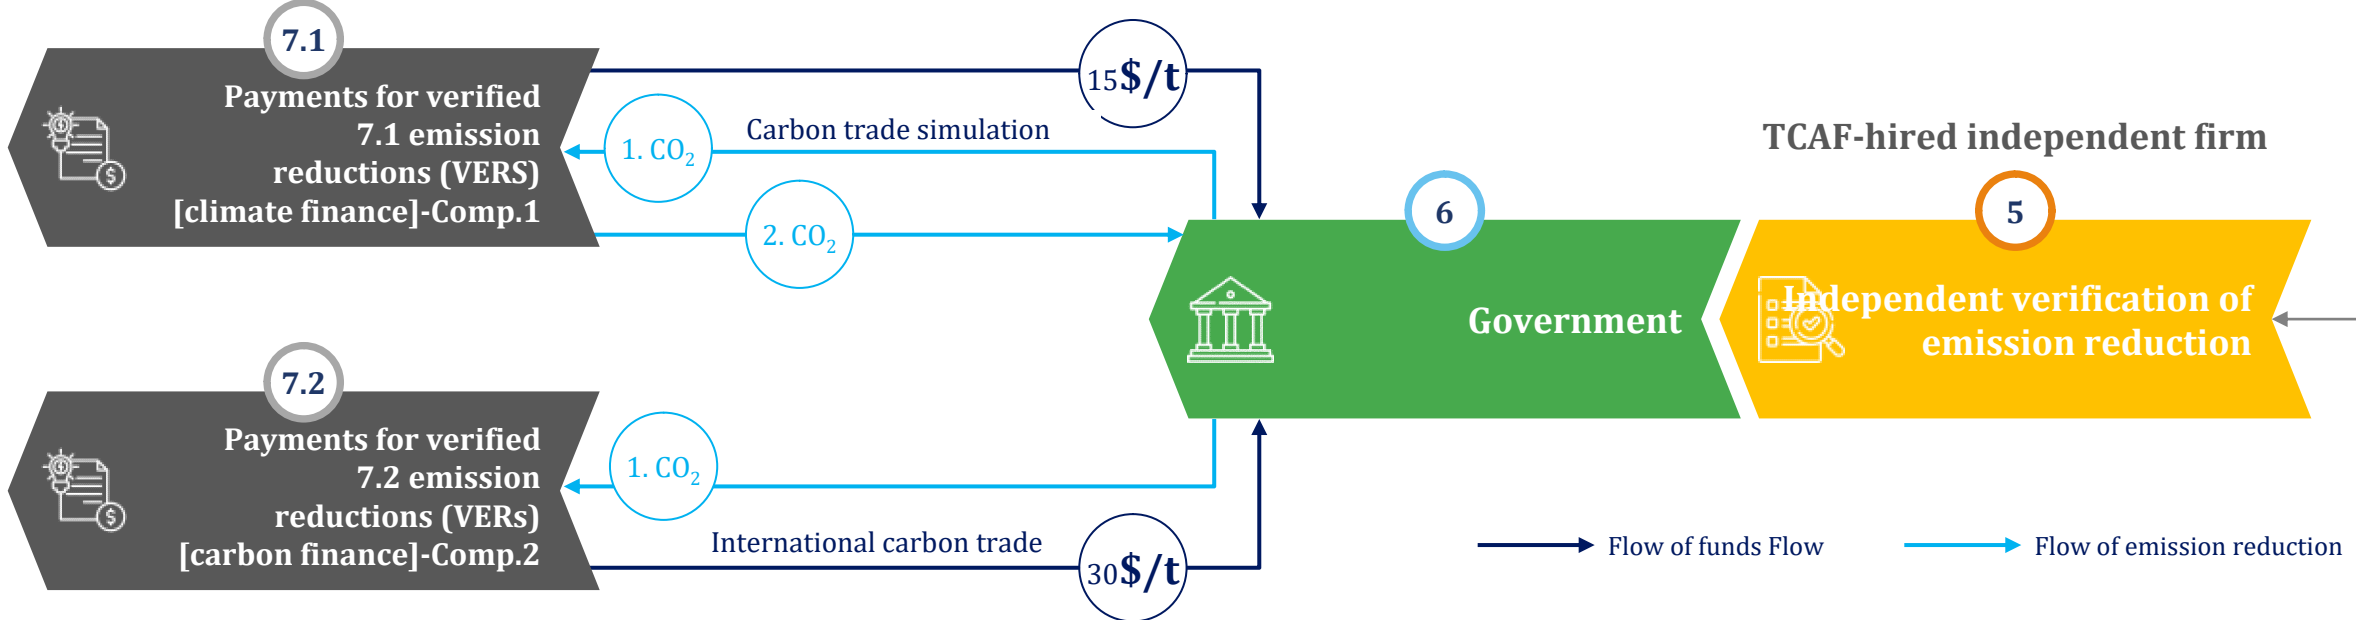 7.1
Payments for verified
7.1 emission
reductions (VERS)
[climate finance]-Comp.1
15$/t
Carbon trade simulation
1. CO₂
2. CO₂
TCAF-hired independent firm
6
Government
5
Independent verification of
emission reduction
7.2
Payments for verified
7.2 emission
reductions (VERs)
[carbon finance]-Comp.2
1. CO₂
International carbon trade
30$/t
Flow of funds Flow
Flow of emission reduction